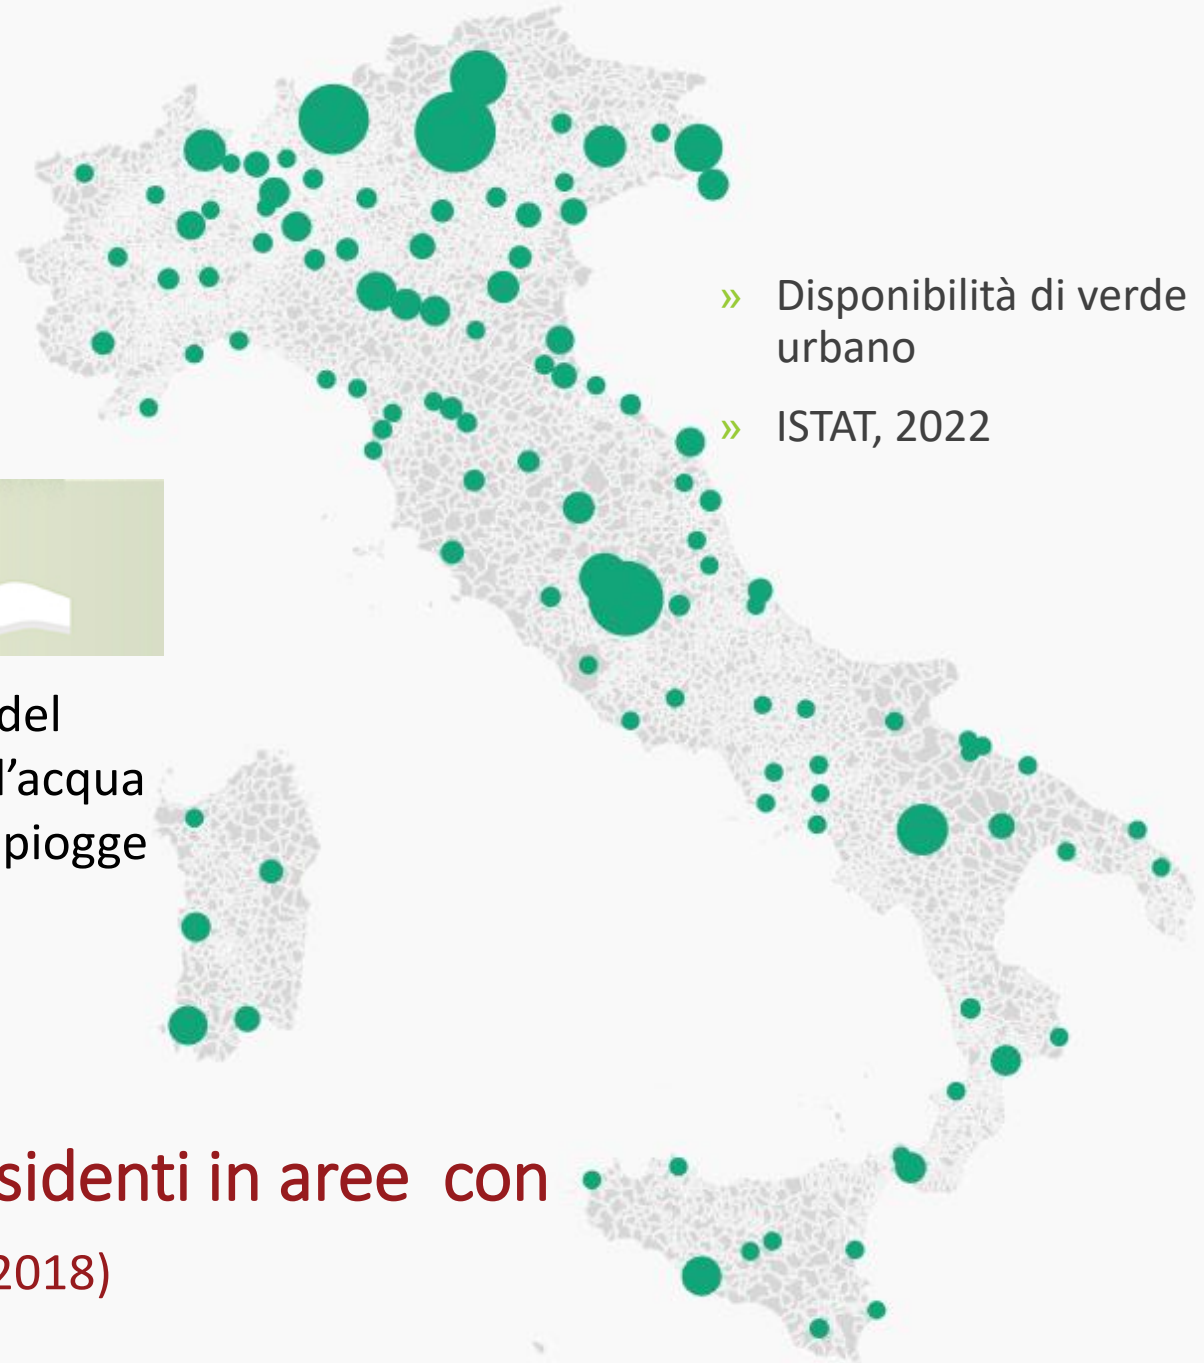 » Disponibilità di verde
urbano
» ISTAT, 2022
del
l’acqua
piogge
sidenti in aree con
2018)